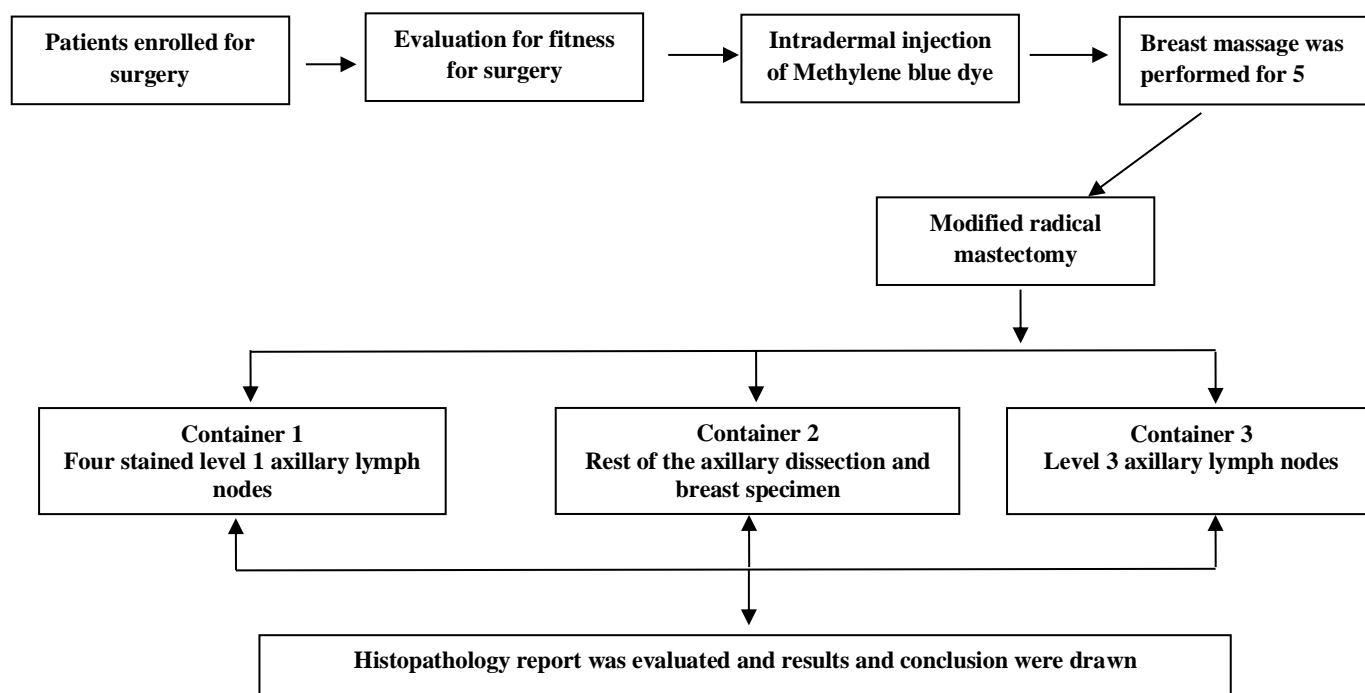 Patients enrolled for
surgery
Evaluation for fitness
for surgery
Intradermal injection
of Methylene blue dye
Breast massage was
performed for 5
Modified radical
mastectomy
Container 1
Four stained level 1 axillary lymph
nodes
Container 2
Rest of the axillary dissection and
breast specimen
Container 3
Level 3 axillary lymph nodes
Histopathology report was evaluated and results and conclusion were drawn